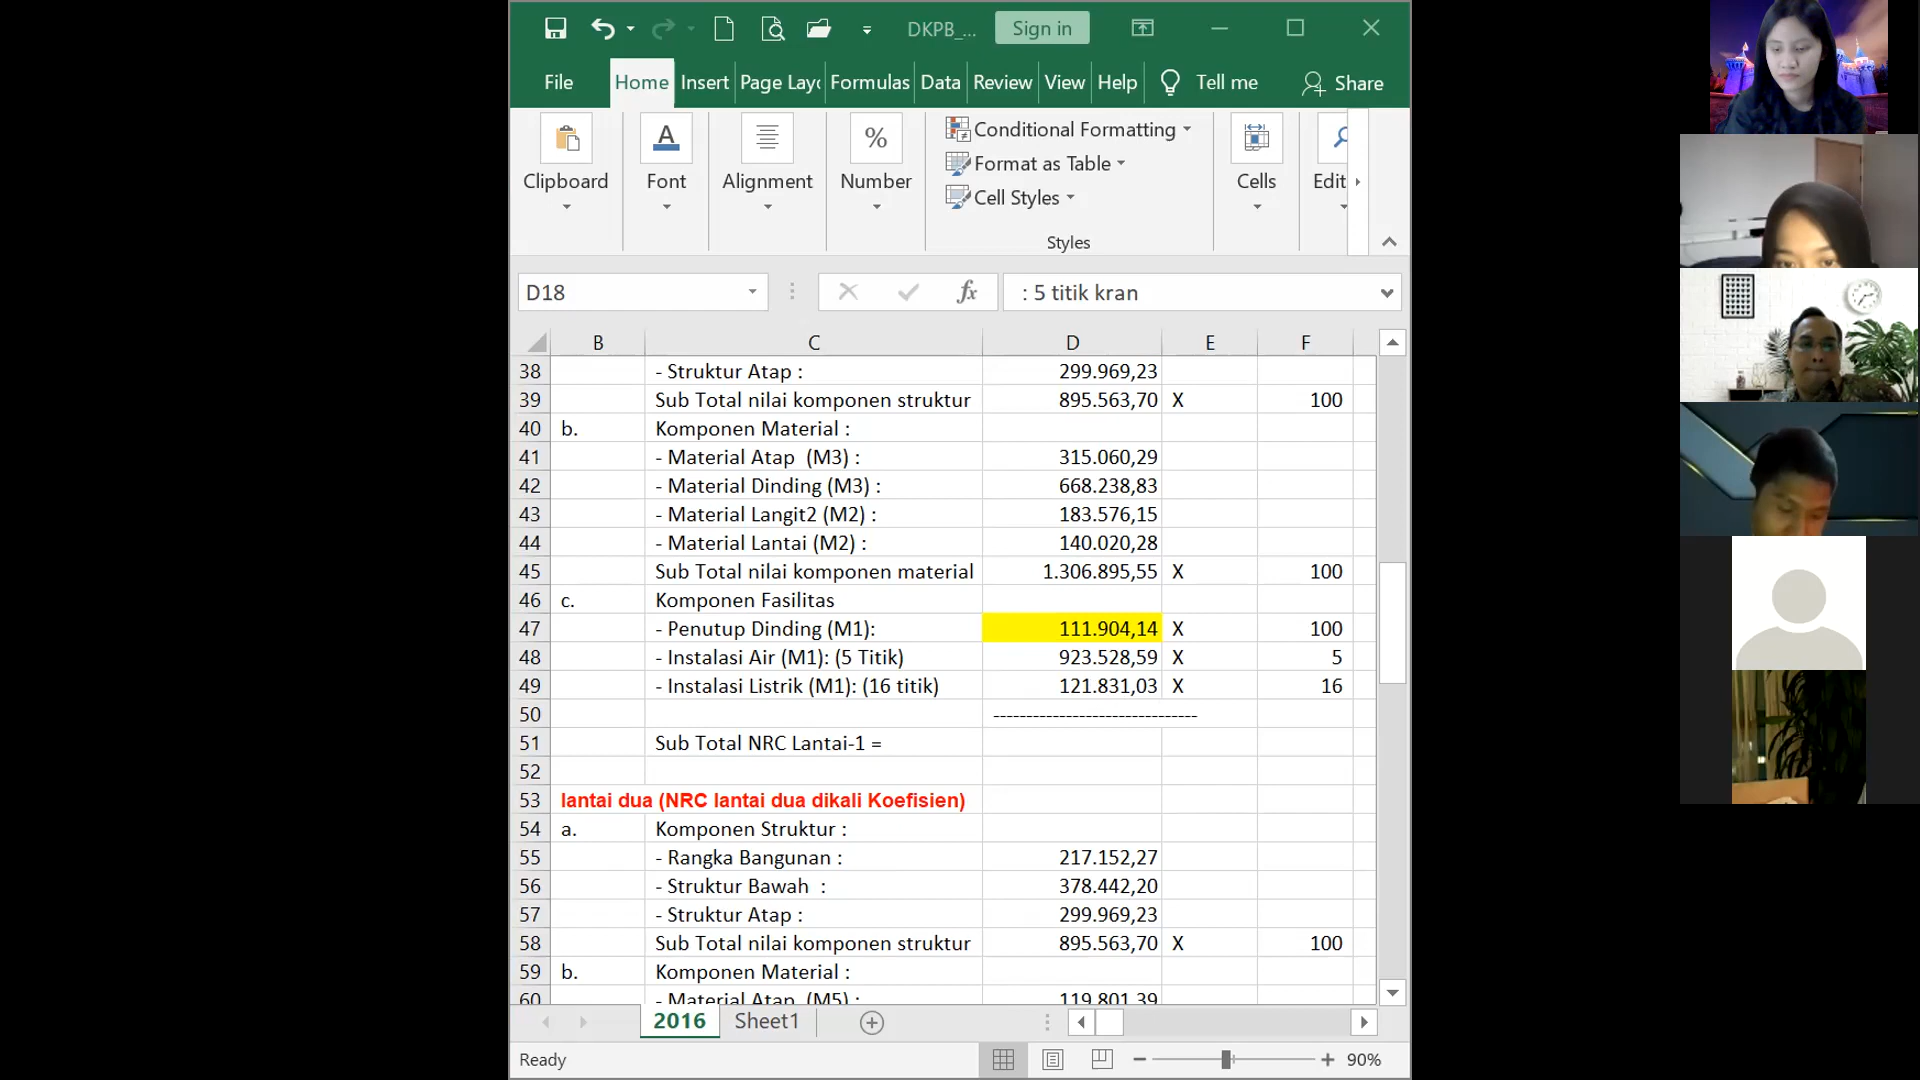 DKPB_... Sign in
File Home Insert Page Layo Formulas Data Review View Help Tell me Share
Clipboard Font Alignment % Number Conditional Formatting Cells Edit
Format as Table
Cell Styles
Styles
D18 fx : 5 titik kran
B C D E F
38 - Struktur Atap : 299.969,23
39 Sub Total nilai komponen struktur 895.563,70 X 100
40 b. Komponen Material :
41 - Material Atap (M3) : 315.060,29
42 - Material Dinding (M3) : 668.238,83
43 - Material Langit2 (M2) : 183.576,15
44 - Material Lantai (M2) : 140.020,28
45 Sub Total nilai komponen material 1.306.895,55 X 100
46 c. Komponen Fasilitas
47 - Penutup Dinding (M1): 111.904,14 X 100
48 - Instalasi Air (M1): (5 Titik) 923.528,59 X 5
49 - Instalasi Listrik (M1): (16 titik) 121.831,03 X 16
50 -------------------------------
51 Sub Total NRC Lantai-1 =
52
53 lantai dua (NRC lantai dua dikali Koefisien)
54 a. Komponen Struktur :
55 - Rangka Bangunan : 217.152,27
56 - Struktur Bawah : 378.442,20
57 - Struktur Atap : 299.969,23
58 Sub Total nilai komponen struktur 895.563,70 X 100
59 b. Komponen Material :
60 - Material Atap (M5) : 119.801,39
2016 Sheet1
Ready 90%